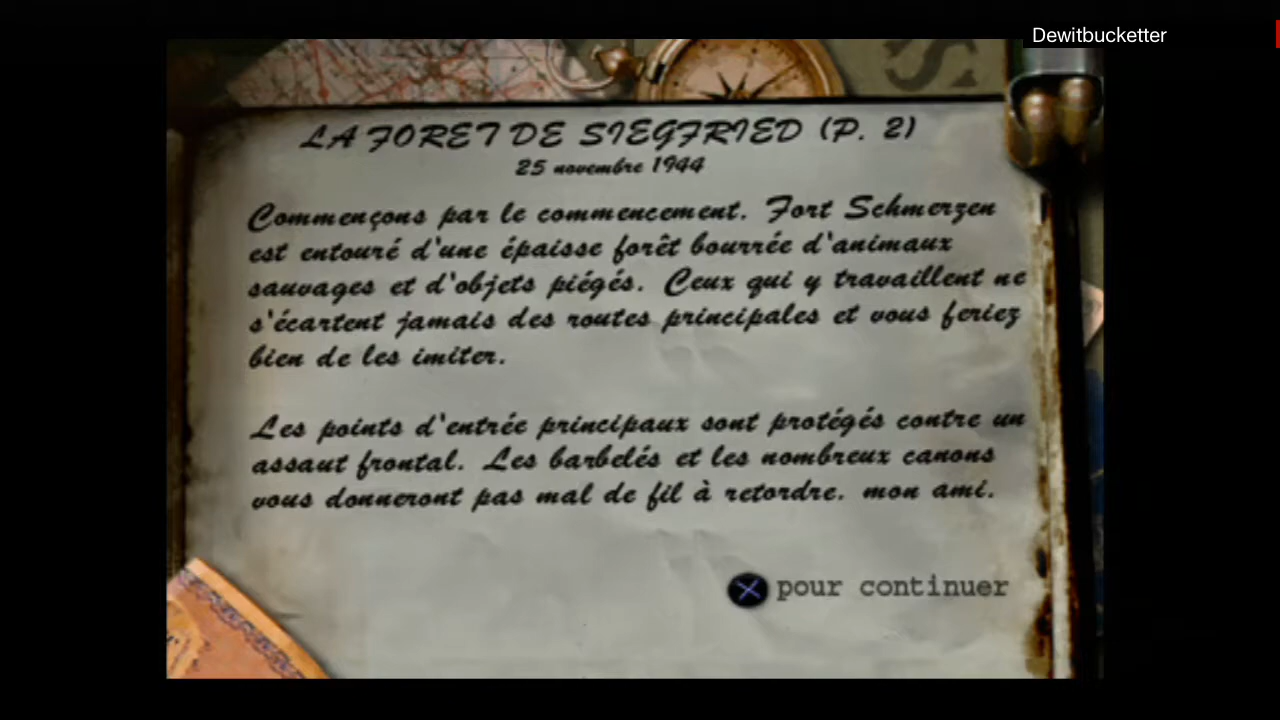 Dewitbucketter
LA FORET DE SIEGFRIED (P. 2)
25 novembre 1944
Commençons par le commencement. Fort Schmerzen
est entouré d'une épaisse forêt bourrée d'animaux
sauvages et d'objets piégés. Ceux qui y travaillent ne
s'écartent jamais des routes principales et vous feriez
bien de les imiter.
Les points d'entrée principaux sont protégés contre un
assaut frontal. Les barbelés et les nombreux canons
vous donneront pas mal de fil à retordre. mon ami.
pour continuer